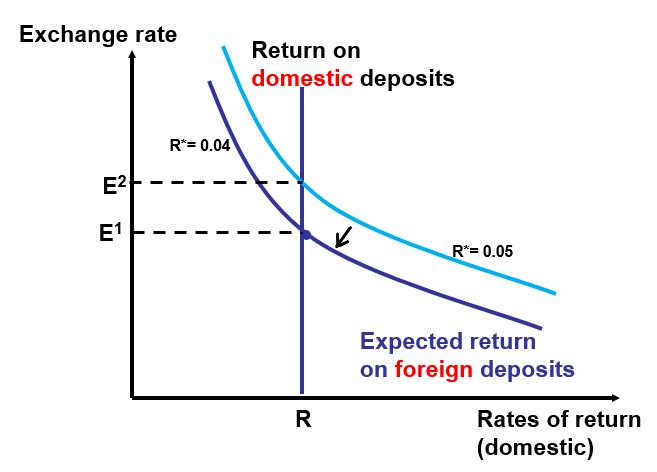 Exchange rate
Return on
domestic deposits
R*= 0.04
E²
E¹
R*= 0.05
Expected return
on foreign deposits
R
Rates of return
(domestic)